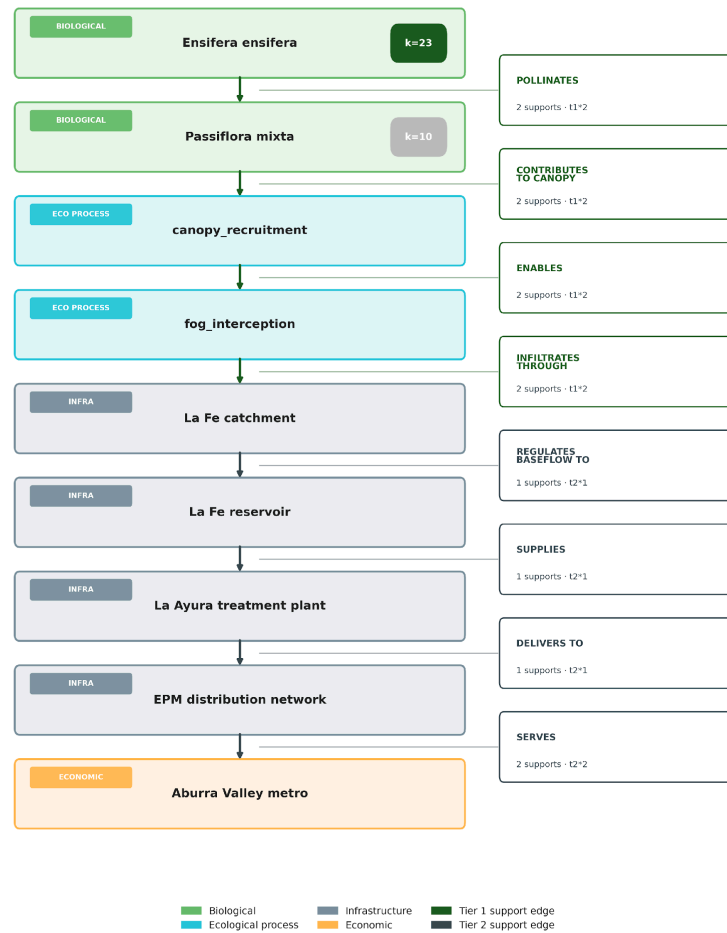 BIOLOGICAL
Ensifera ensifera
k=23
POLLINATES
2 supports · t1*2
BIOLOGICAL
Passiflora mixta
k=10
CONTRIBUTES
TO CANOPY
2 supports · t1*2
ECO PROCESS
canopy_recruitment
ENABLES
2 supports · t1*2
ECO PROCESS
fog_interception
INFILTRATES
THROUGH
2 supports · t1*2
INFRA
La Fe catchment
REGULATES
BASEFLOW TO
1 supports · t2*1
INFRA
La Fe reservoir
SUPPLIES
1 supports · t2*1
INFRA
La Ayura treatment plant
DELIVERS TO
1 supports · t2*1
INFRA
EPM distribution network
SERVES
2 supports · t2*2
ECONOMIC
Aburra Valley metro
Biological
Ecological process
Infrastructure
Economic
Tier 1 support edge
Tier 2 support edge